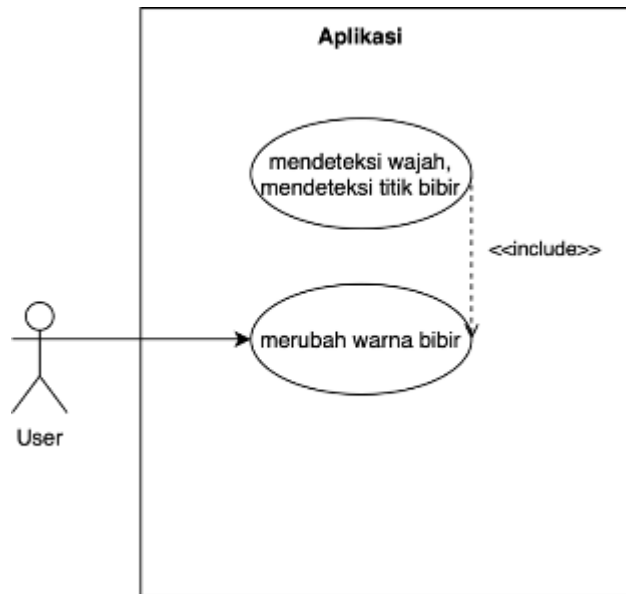 Aplikasi
mendeteksi wajah,
mendeteksi titik bibir
<<include>>
merubah warna bibir
User